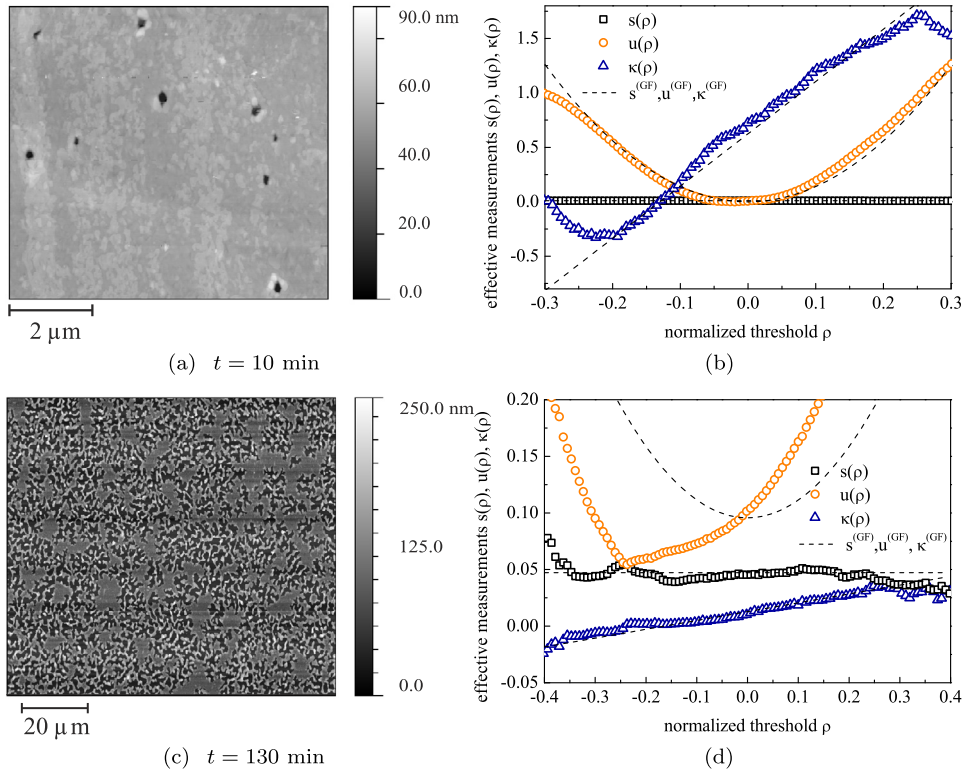 90.0 nm
60.0
40.0
20.0
0.0
2 μm
(a) t = 10 min
effective measurements s(ρ), u(ρ), κ(ρ)
1.5
1.0
0.5
0.0
-0.5
s(ρ)
u(ρ)
κ(ρ)
s(GF),u(GF),κ(GF)
-0.3 -0.2 -0.1 0.0 0.1 0.2 0.3
normalized threshold ρ
(b)
250.0 nm
125.0
0.0
20 μm
(c) t = 130 min
effective measurements s(ρ), u(ρ), κ(ρ)
0.20
0.15
0.10
0.05
0.00
-0.05
s(ρ)
u(ρ)
κ(ρ)
s(GF),u(GF), κ(GF)
-0.4 -0.3 -0.2 -0.1 0.0 0.1 0.2 0.3 0.4
normalized threshold ρ
(d)